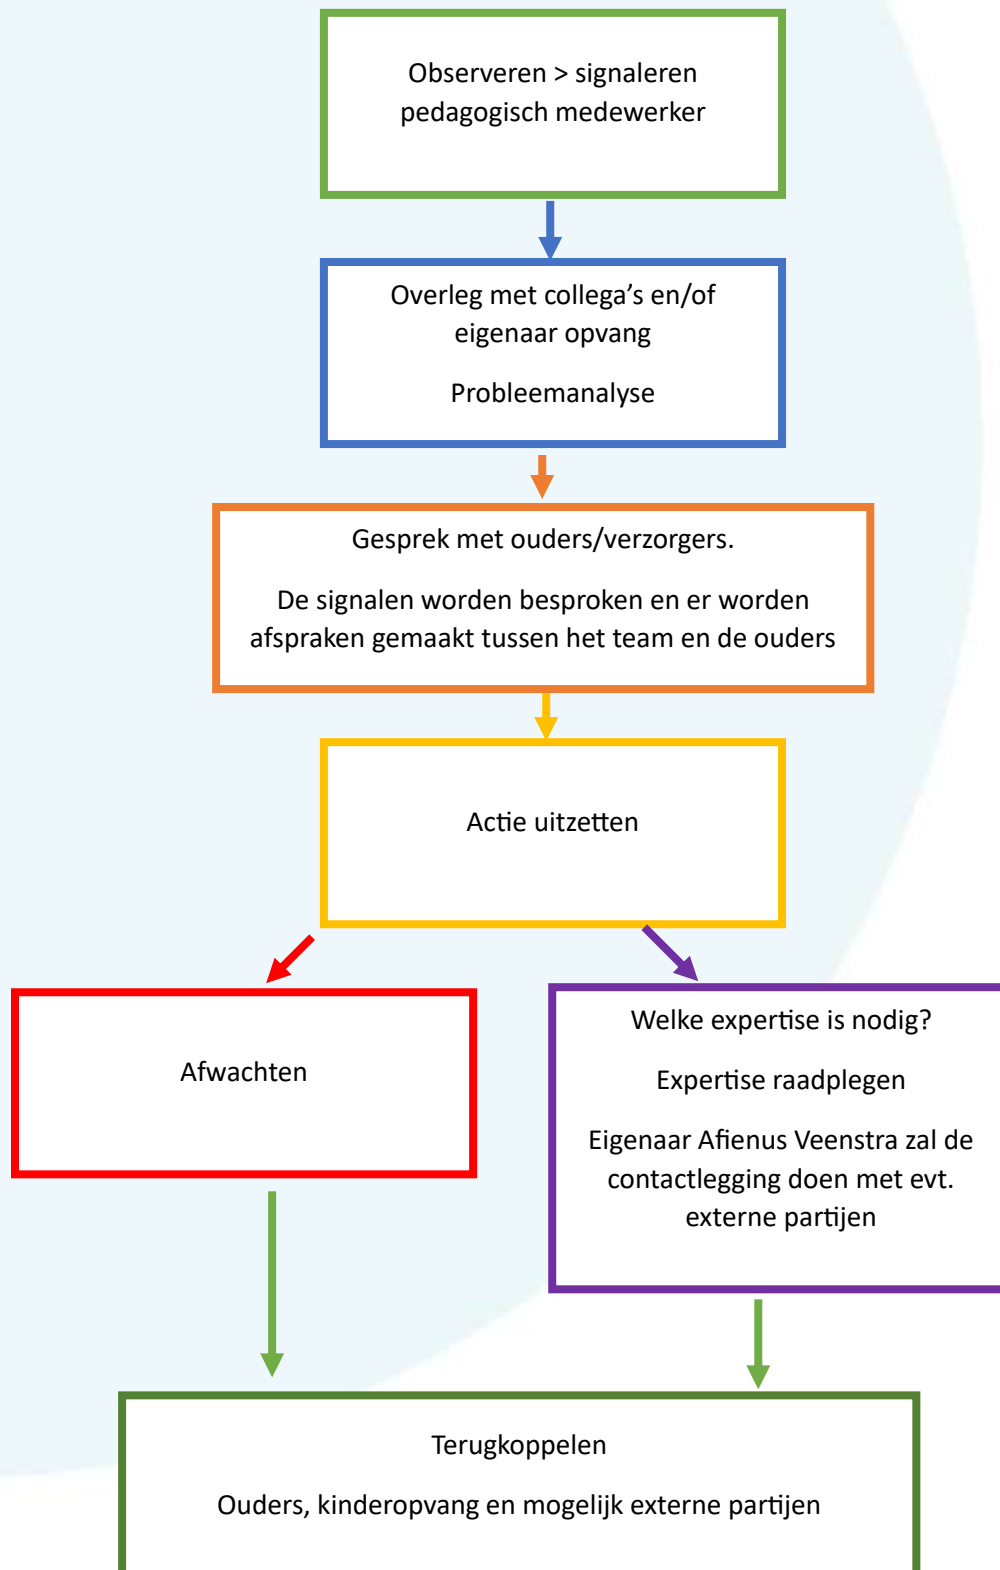 Observeren > signaleren
pedagogisch medewerker
Overleg met collega's en/of
eigenaar opvang
Probleemanalyse
Gesprek met ouders/verzorgers.
De signalen worden besproken en er worden
afspraken gemaakt tussen het team en de ouders
Actie uitzetten
Afwachten
Welke expertise is nodig?
Expertise raadplegen
Eigenaar Afienus Veenstra zal de
contactlegging doen met evt.
externe partijen
Terugkoppelen
Ouders, kinderopvang en mogelijk externe partijen